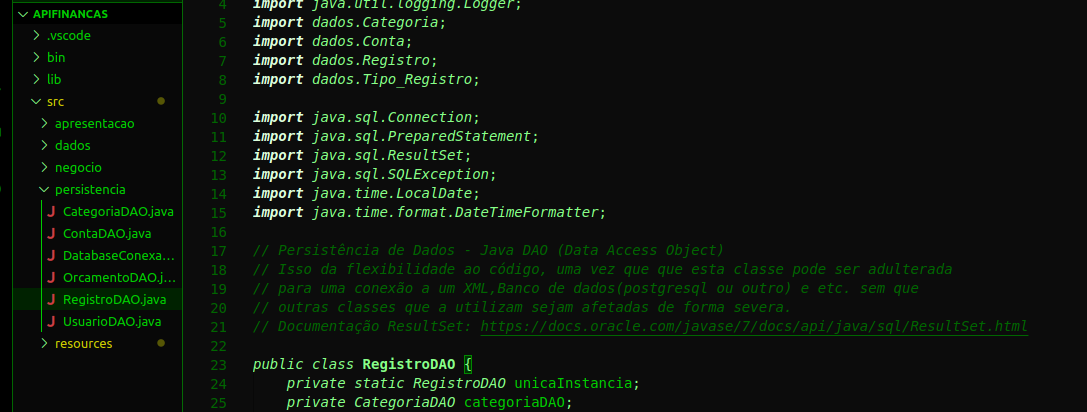 APIFINANCAS
.vscode
bin
lib
src
apresentacao
dados
negocio
persistencia
CategoriaDAO.java
ContaDAO.java
DatabaseConexa...
OrcamentoDAO.j...
RegistroDAO.java
UsuarioDAO.java
resources
4 import java.util.logging.Logger;
5 import dados.Categoria;
6 import dados.Conta;
7 import dados.Registro;
8 import dados.Tipo_Registro;
9
10 import java.sql.Connection;
11 import java.sql.PreparedStatement;
12 import java.sql.ResultSet;
13 import java.sql.SQLException;
14 import java.time.LocalDate;
15 import java.time.format.DateTimeFormatter;
16
17 // Persistência de Dados - Java DAO (Data Access Object)
18 // Isso da flexibilidade ao código, uma vez que que esta classe pode ser adulterada
19 // para uma conexão a um XML,Banco de dados(postgresql ou outro) e etc. sem que
20 // outras classes que a utilizam sejam afetadas de forma severa.
21 // Documentação ResultSet: https://docs.oracle.com/javase/7/docs/api/java/sql/ResultSet.html
22
23 public class RegistroDAO {
24 private static RegistroDAO unicaInstancia;
25 private CategoriaDAO categoriaDAO;